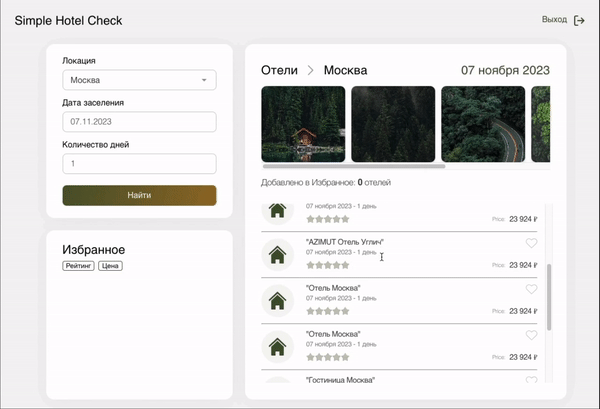 Simple Hotel Check
Выход
Локация
Москва
Дата заселения
07.11.2023
Количество дней
1
Найти
Избранное
Рейтинг Цена
Отели > Москва
07 ноября 2023
Добавлено в Избранное: 0 отелей
07 ноября 2023 - 1 день
Price: 23 924 ₽
"AZIMUT Отель Углич"
07 ноября 2023 - 1 день
Price: 23 924 ₽
"Отель Москва"
07 ноября 2023 - 1 день
Price: 23 924 ₽
"Отель Москва"
07 ноября 2023 - 1 день
Price: 23 924 ₽
"Гостиница Москва"